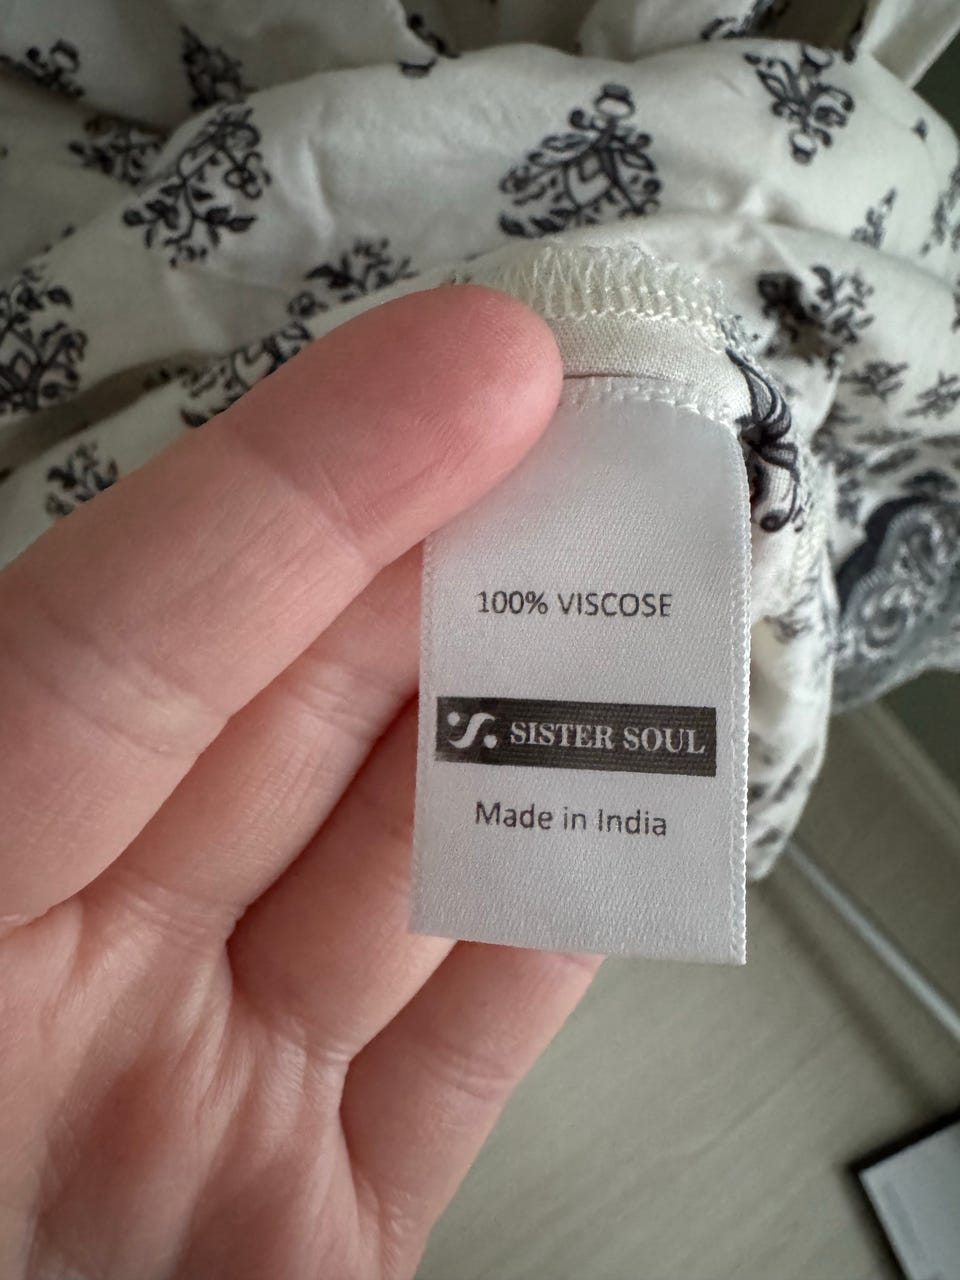 100% VISCOSE
SISTER SOUL
Made in India